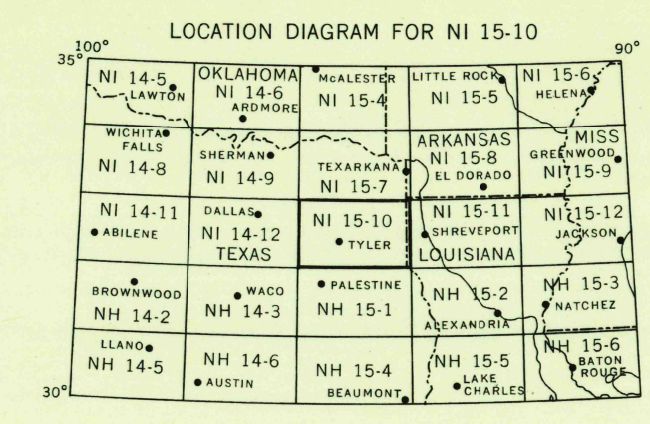 LOCATION DIAGRAM FOR NI 15-10
100°
90°
35°
NI 14-5
LAWTON
OKLAHOMA
NI 14-6
ARDMORE
McALESTER
NI 15-4
LITTLE ROCK
NI 15-5
NI 15-6
HELENA
WICHITA
FALLS
NI 14-8
SHERMAN
NI 14-9
TEXARKANA
NI 15-7
ARKANSAS
NI 15-8
EL DORADO
MISS
GREENWOOD
NI 15-9
NI 14-11
ABILENE
DALLAS
NI 14-12
TEXAS
NI 15-10
TYLER
NI 15-11
SHREVEPORT
LOUISIANA
NI 15-12
JACKSON
BROWNWOOD
NH 14-2
WACO
NH 14-3
PALESTINE
NH 15-1
NH 15-2
ALEXANDRIA
NH 15-3
NATCHEZ
LLANO
NH 14-5
NH 14-6
AUSTIN
NH 15-4
BEAUMONT
NH 15-5
LAKE
CHARLES
NH 15-6
BATON
ROUGE
30°